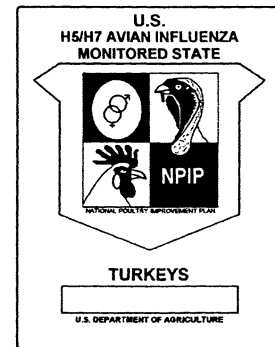 U.S.
H5/H7 AVIAN INFLUENZA
MONITORED STATE
NPIP
NATIONAL POULTRY IMPROVEMENT PLAN
TURKEYS
U.S. DEPARTMENT OF AGRICULTURE